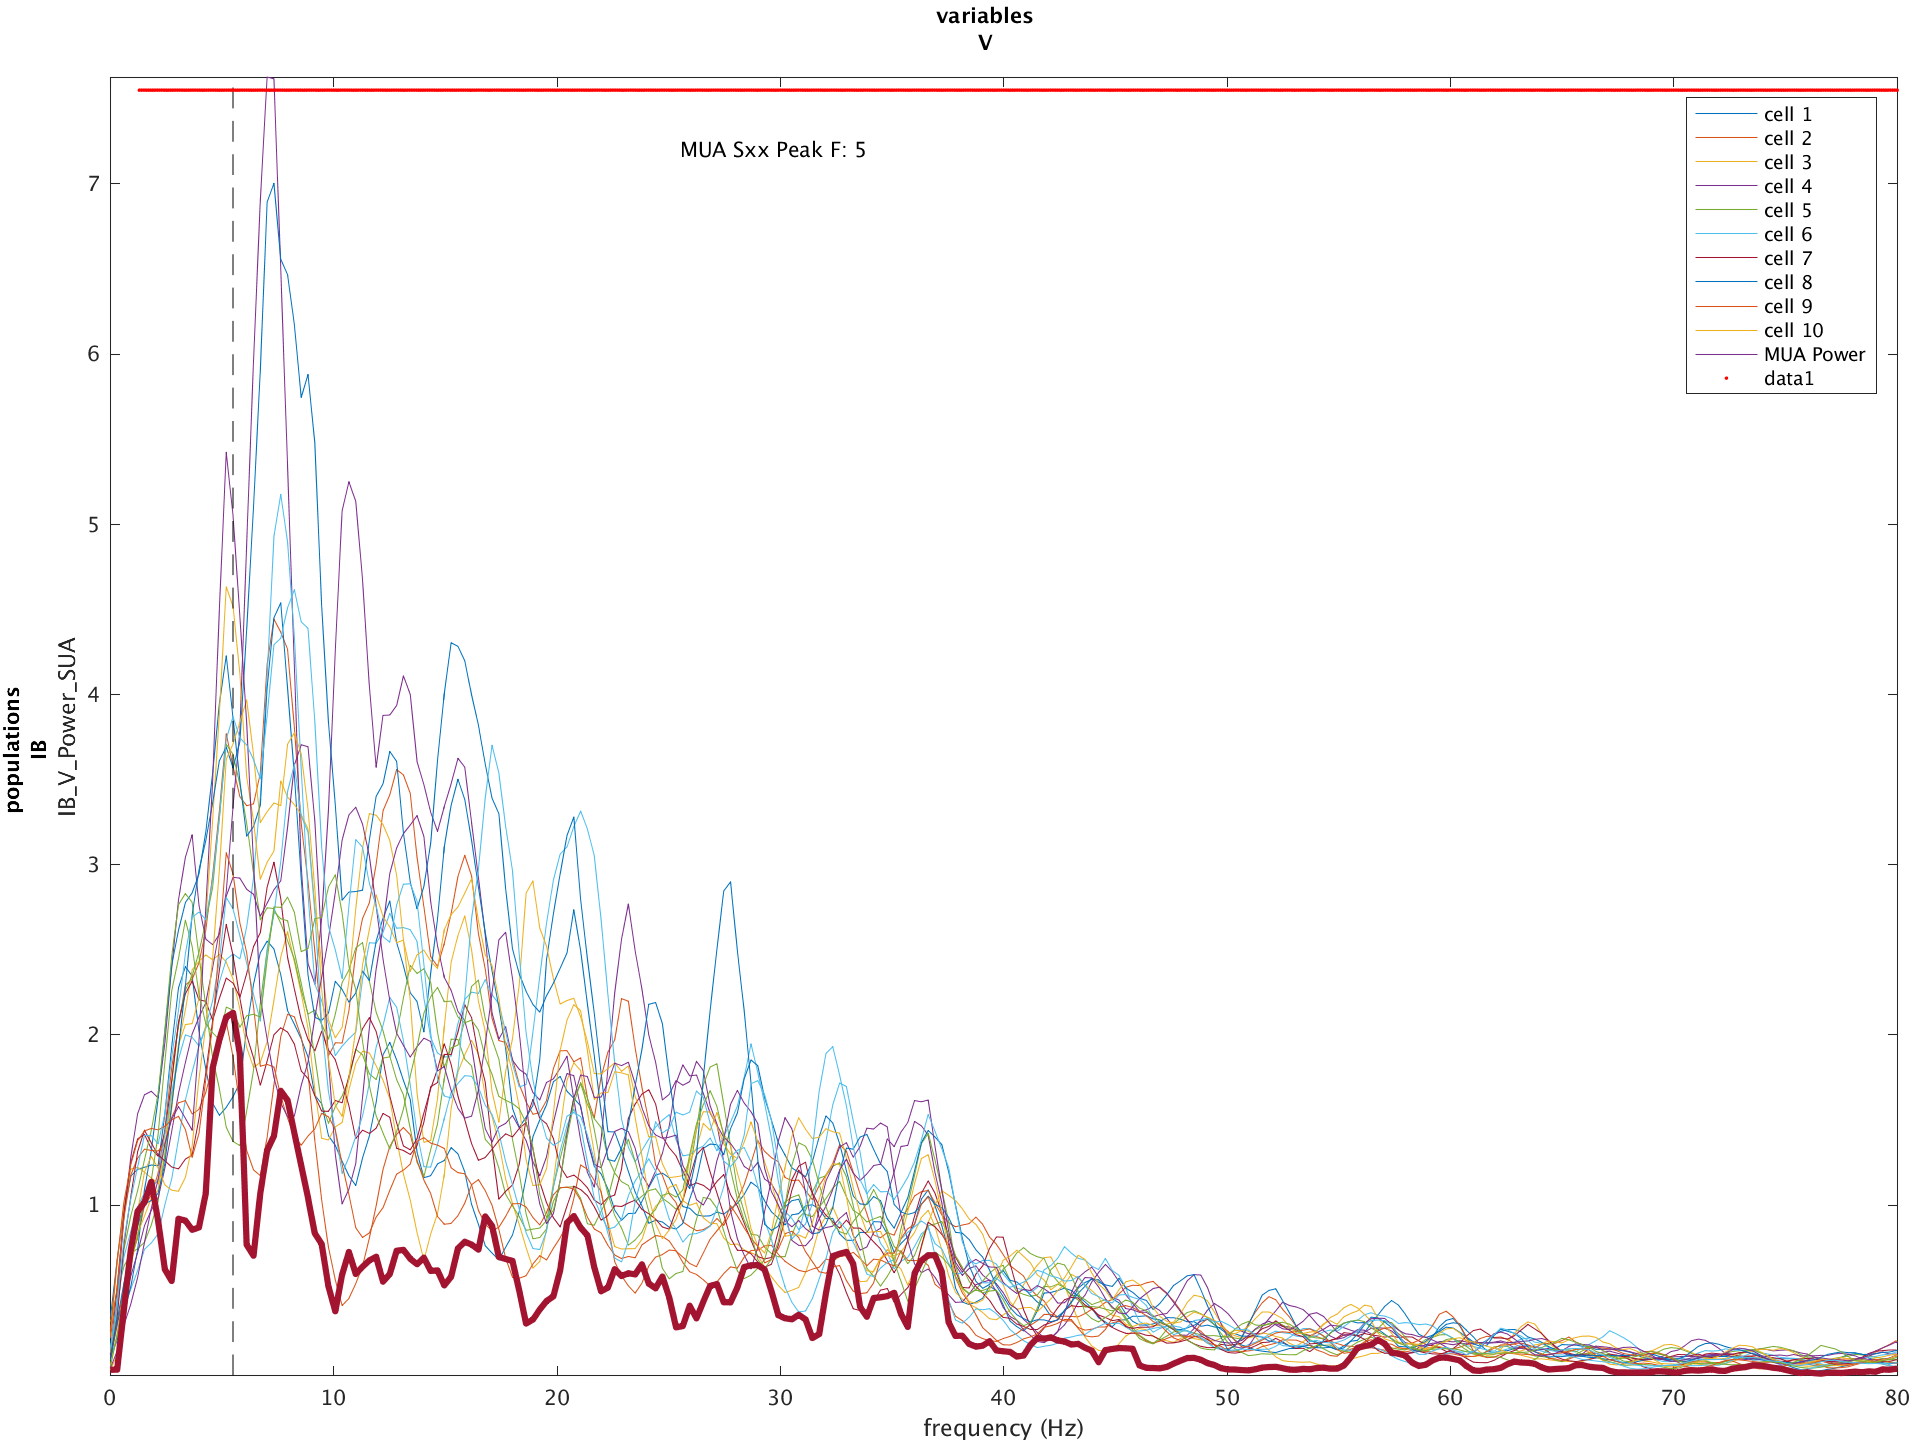 variables
V
MUA Sxx Peak F: 5
cell 1
cell 2
cell 3
cell 4
cell 5
cell 6
cell 7
cell 8
cell 9
cell 10
MUA Power
data1
populations
IB
IB_V_Power_SUA
7
6
5
4
3
2
1
0 10 20 30 40 50 60 70 80
frequency (Hz)